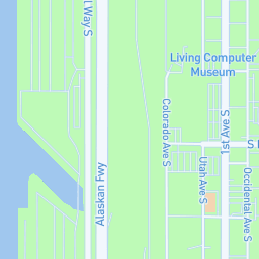 l Way S
Living Computer
Museum
Colorado Ave S
1st Ave S
S
Utah Ave S
Alaskan Fwy
Occidental Ave S